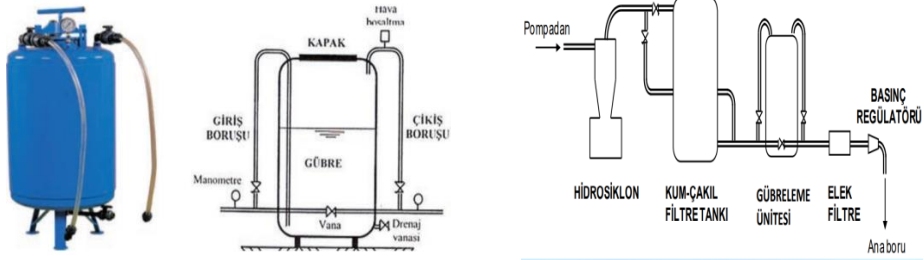 Hava
boşaltma
KAPAK
GİRİŞ
BORUŞU
ÇIKIŞ
BORUŞU
GÜBRE
Manometre
Vana
Drenaj
vanasi
Pompadan
BASINÇ
REGÜLATÖRÜ
HİDROSİKLON
KUM-ÇAKIL
FİLTRE TANKI
GÜBRELEME
ÜNİTESİ
ELEK
FİLTRE
Ana boru